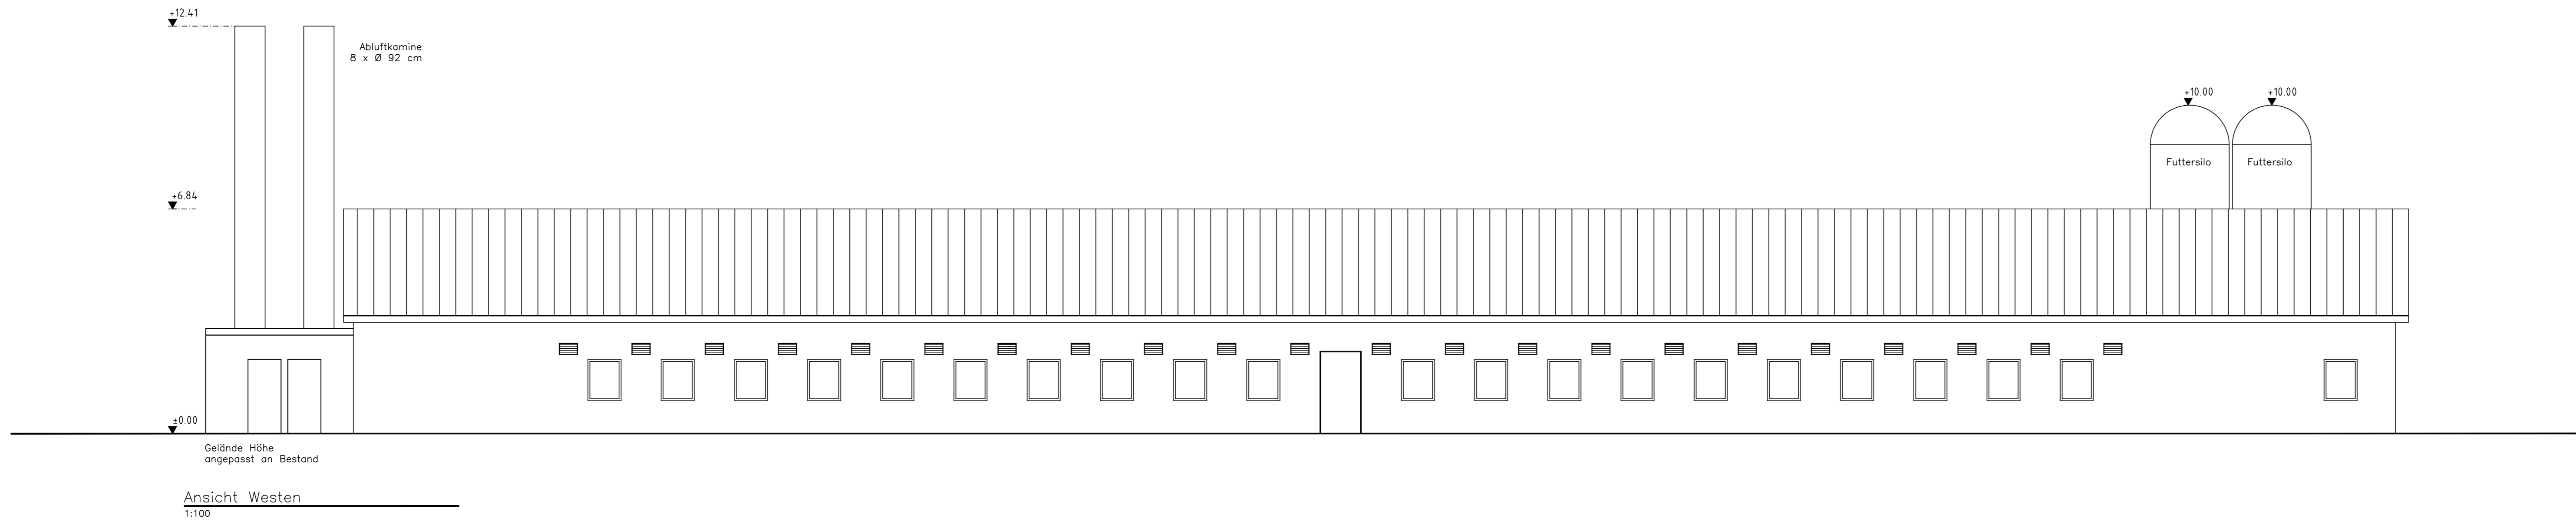 +12.41
Abluftkamine
8 x Ø 92 cm
+10.00
+10.00
Futtersilo
Futtersilo
+6.84
±0.00
Gelände Höhe
angepasst an Bestand
Ansicht Westen
1:100